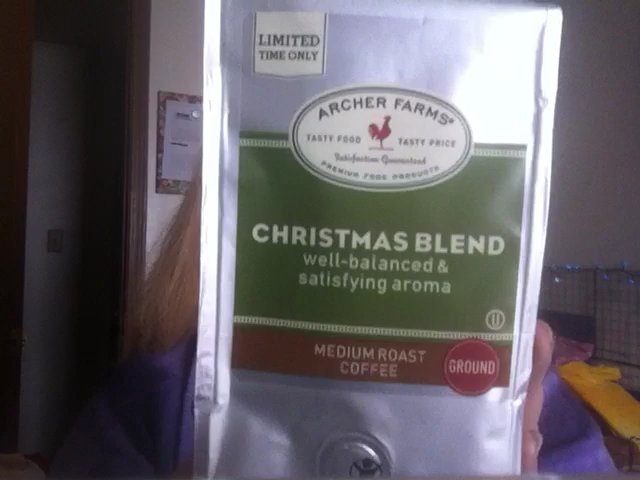 LIMITED
TIME ONLY
ARCHER FARMS®
TASTY FOOD TASTY PRICE
Satisfaction Guaranteed
PREMIUM FOOD PRODUCTS
CHRISTMAS BLEND
well-balanced &
satisfying aroma
U
MEDIUM ROAST
COFFEE
GROUND